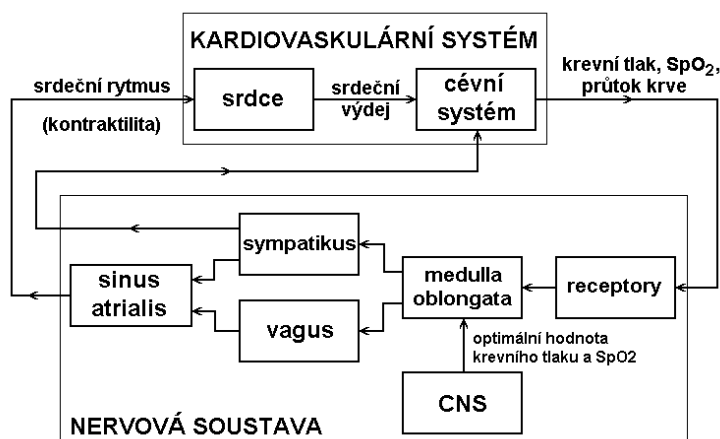 KARDIOVASKULÁRNÍ SYSTÉM
srdeční rytmus
(kontraktilita)
srdce
srdeční
výdej
cévní
systém
krevní tlak, SpO2,
průtok krve
sympatikus
sinus
atrialis
vagus
medulla
oblongata
receptory
optimální hodnota
krevního tlaku a SpO2
CNS
NERVOVÁ SOUSTAVA